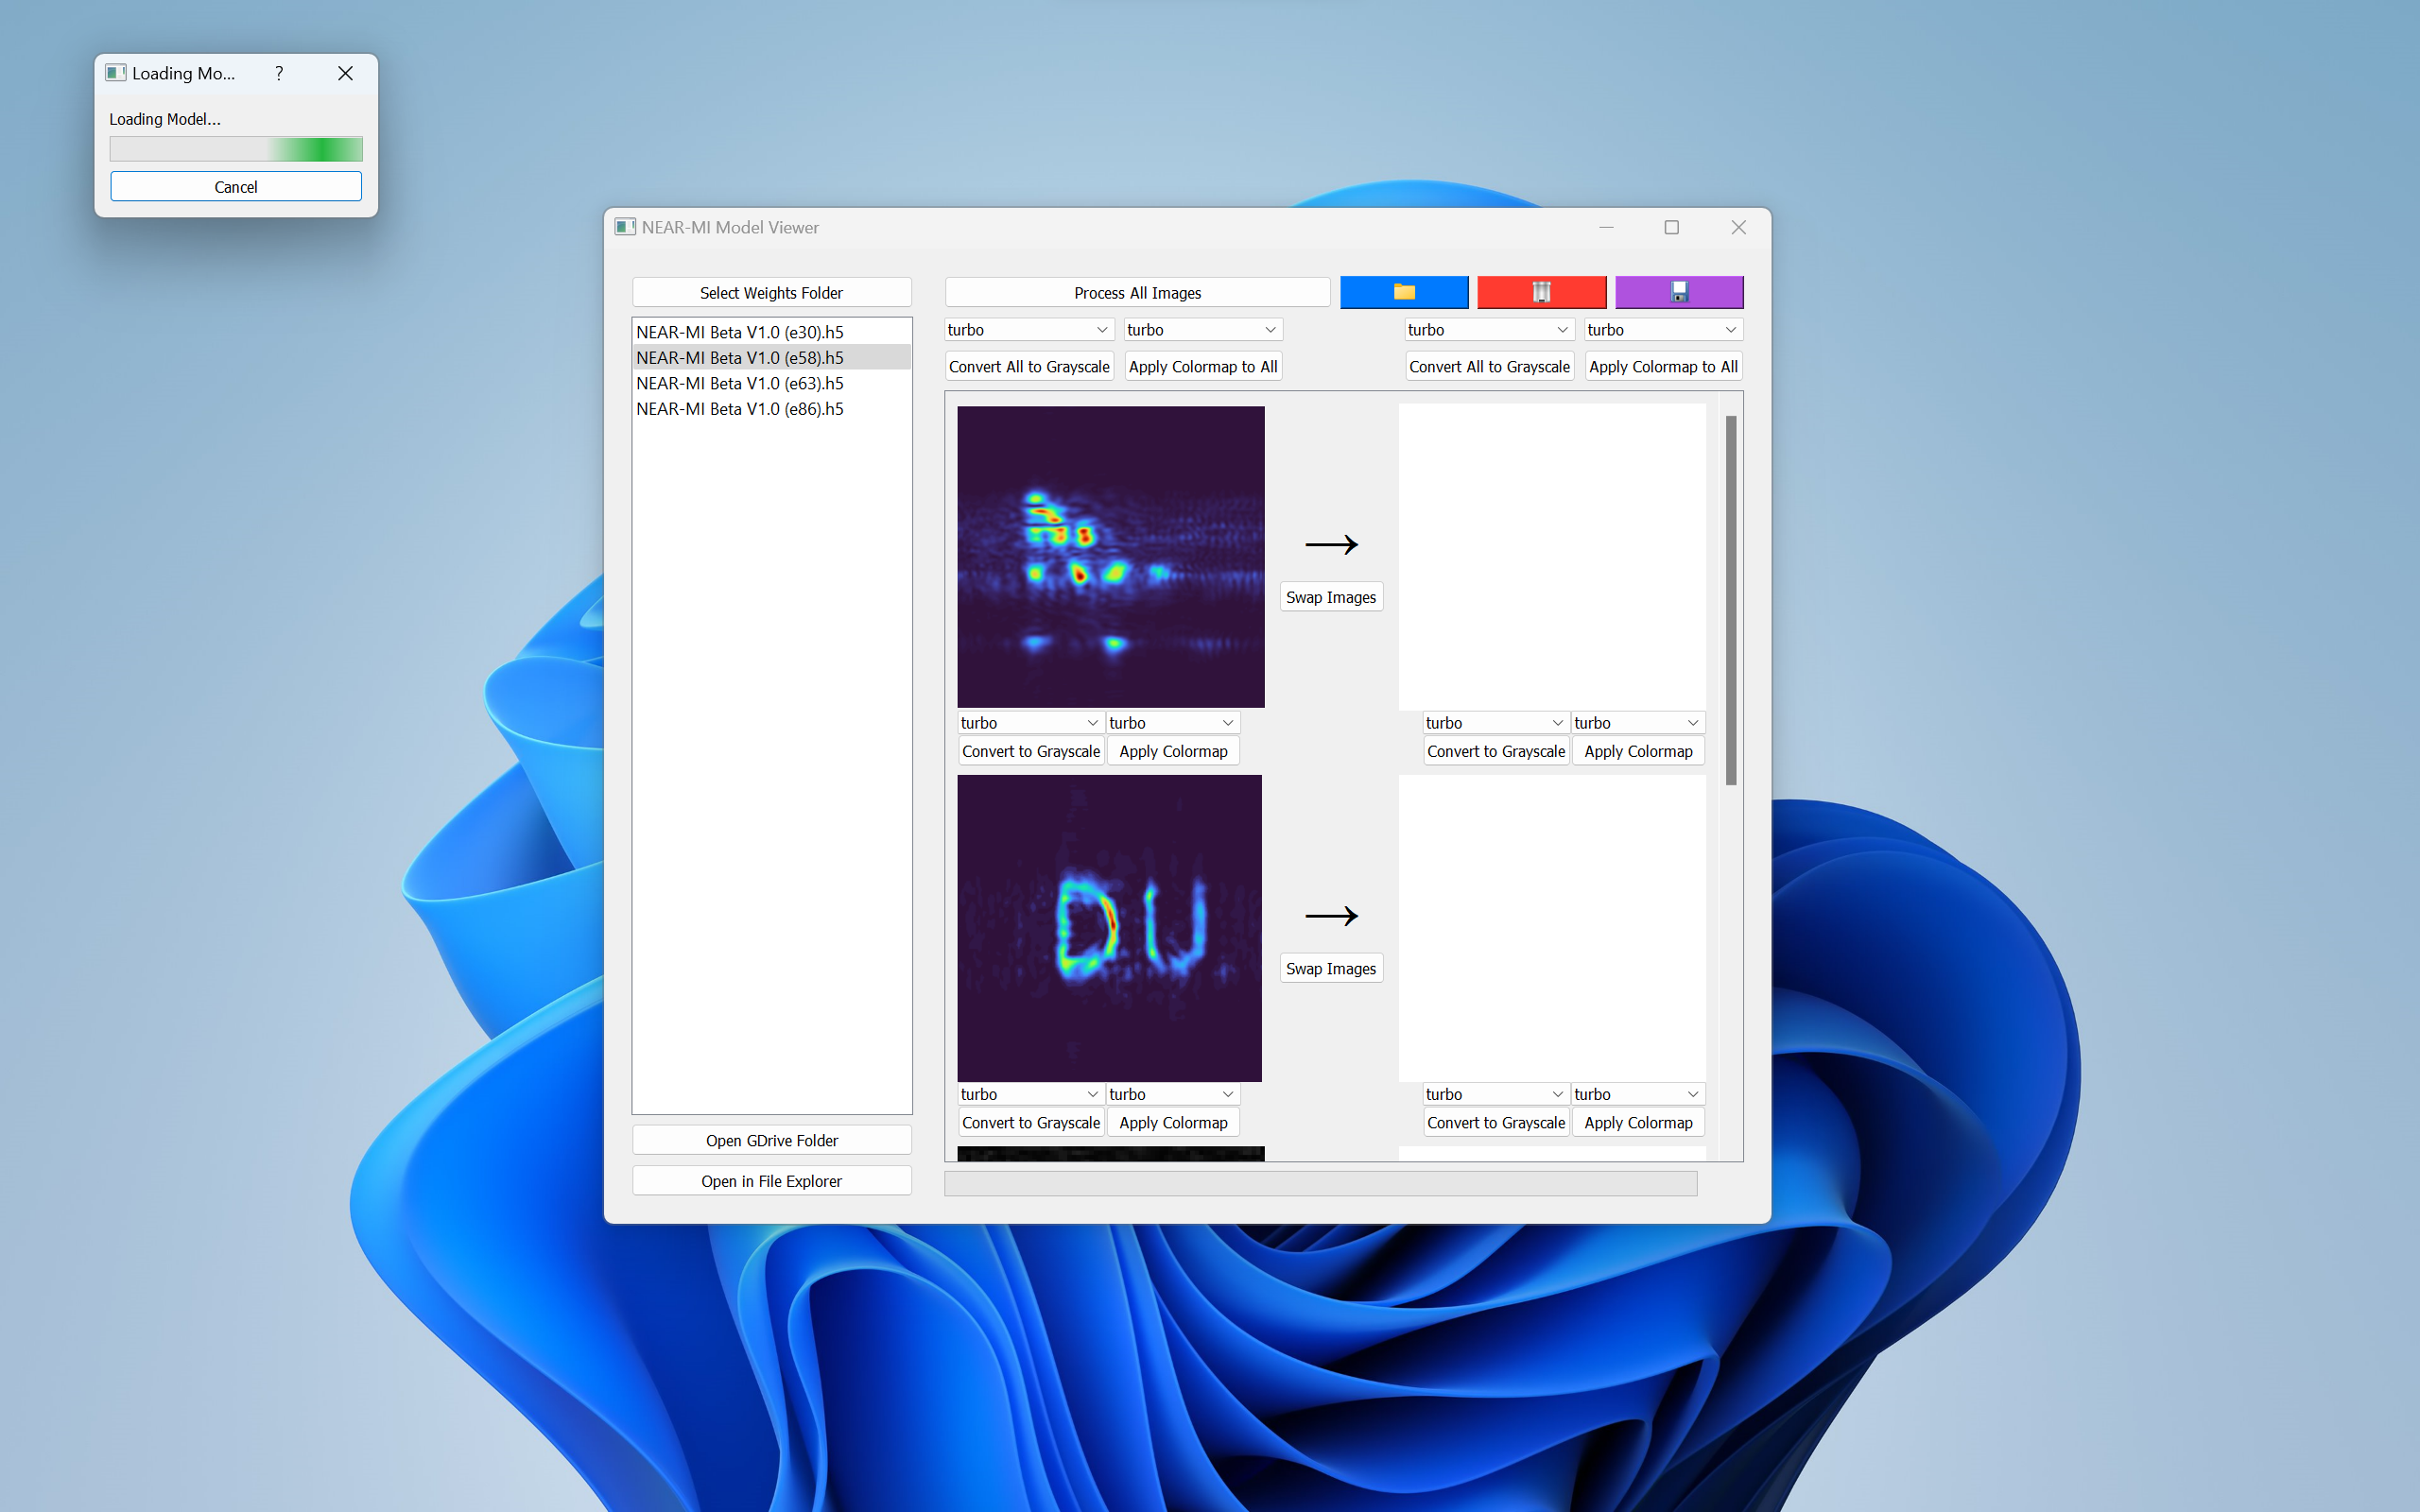 Loading Mo... ?
Loading Model...
Cancel
NEAR-MI Model Viewer
Select Weights Folder
NEAR-MI Beta V1.0 (e30).h5
NEAR-MI Beta V1.0 (e58).h5
NEAR-MI Beta V1.0 (e63).h5
NEAR-MI Beta V1.0 (e86).h5
Open GDrive Folder
Open in File Explorer
Process All Images
turbo turbo turbo turbo
Convert All to Grayscale Apply Colormap to All Convert All to Grayscale Apply Colormap to All
Swap Images
turbo turbo turbo turbo
Convert to Grayscale Apply Colormap Convert to Grayscale Apply Colormap
DU
Swap Images
turbo turbo turbo turbo
Convert to Grayscale Apply Colormap Convert to Grayscale Apply Colormap